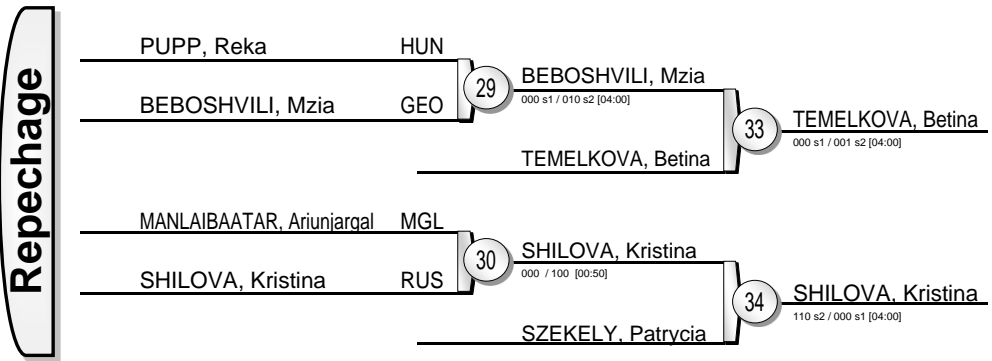 Repechage
PUPP, Reka HUN
BEBOSHVILI, Mzia GEO
29
BEBOSHVILI, Mzia
000 s1 / 010 s2 [04:00]
TEMELKOVA, Betina
33
TEMELKOVA, Betina
000 s1 / 001 s2 [04:00]
MANLAIBAATAR, Ariunjargal MGL
SHILOVA, Kristina RUS
30
SHILOVA, Kristina
000 / 100 [00:50]
SZEKELY, Patrycia
34
SHILOVA, Kristina
110 s2 / 000 s1 [04:00]